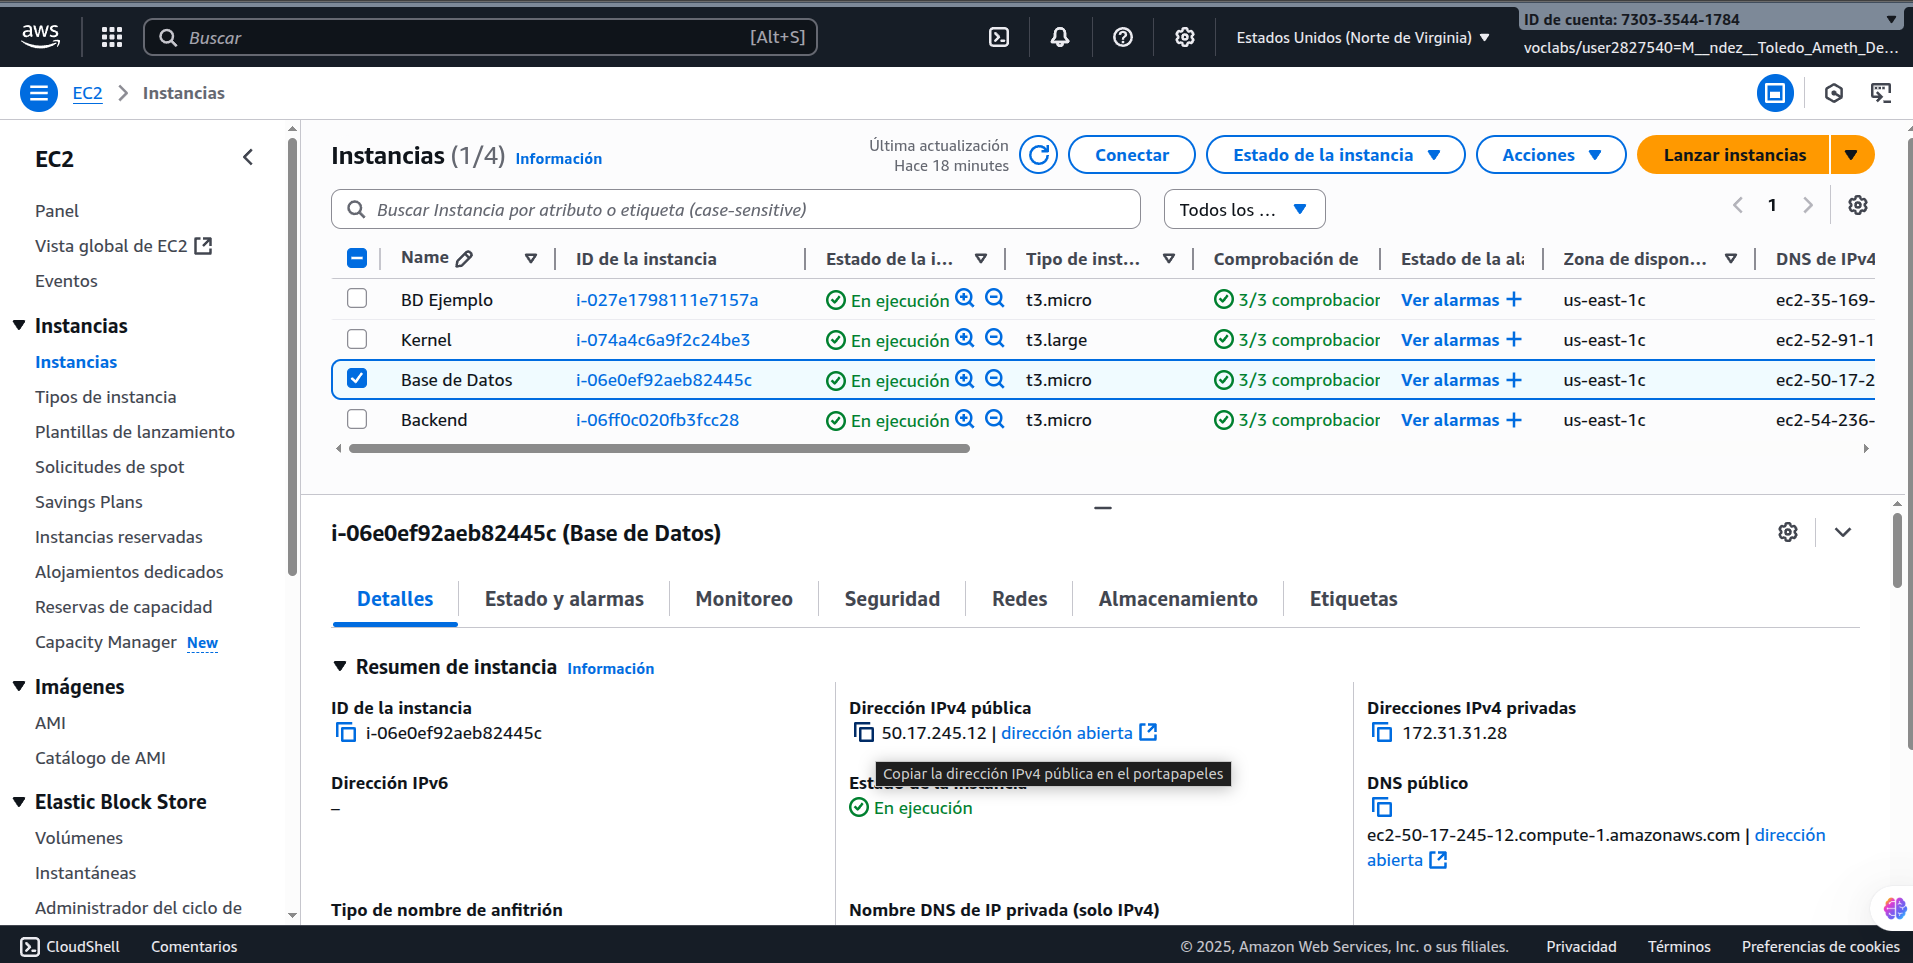 aws
Buscar
[Alt+S]
Estados Unidos (Norte de Virginia)
ID de cuenta: 7303-3544-1784
voclabs/user2827540=M__ndez__Toledo_Ameth_De...
EC2
Instancias
EC2
Panel
Vista global de EC2
Eventos
Instancias
Instancias
Tipos de instancia
Plantillas de lanzamiento
Solicitudes de spot
Savings Plans
Instancias reservadas
Alojamientos dedicados
Reservas de capacidad
Capacity Manager New
Imágenes
AMI
Catálogo de AMI
Elastic Block Store
Volúmenes
Instantáneas
Administrador del ciclo de
Instancias (1/4) Información
Última actualización
Hace 18 minutes
Conectar
Estado de la instancia
Acciones
Lanzar instancias
Buscar Instancia por atributo o etiqueta (case-sensitive)
Todos los ...
1
Name ID de la instancia Estado de la i... Tipo de inst... Comprobación de Estado de la ala Zona de dispon... DNS de IPv4
BD Ejemplo i-027e1798111e7157a En ejecución t3.micro 3/3 comprobacion Ver alarmas + us-east-1c ec2-35-169-
Kernel i-074a4c6a9f2c24be3 En ejecución t3.large 3/3 comprobacion Ver alarmas + us-east-1c ec2-52-91-1
Base de Datos i-06e0ef92aeb82445c En ejecución t3.micro 3/3 comprobacion Ver alarmas + us-east-1c ec2-50-17-2
Backend i-06ff0c020fb3fcc28 En ejecución t3.micro 3/3 comprobacion Ver alarmas + us-east-1c ec2-54-236-
i-06e0ef92aeb82445c (Base de Datos)
Detalles
Estado y alarmas
Monitoreo
Seguridad
Redes
Almacenamiento
Etiquetas
Resumen de instancia Información
ID de la instancia
i-06e0ef92aeb82445c
Dirección IPv4 pública
50.17.245.12 | dirección abierta
Direcciones IPv4 privadas
172.31.31.28
Copiar la dirección IPv4 pública en el portapapeles
Dirección IPv6
–
Estado de la instancia
En ejecución
DNS público
ec2-50-17-245-12.compute-1.amazonaws.com | dirección
abierta
Tipo de nombre de anfitrión
Nombre DNS de IP privada (solo IPv4)
CloudShell
Comentarios
© 2025, Amazon Web Services, Inc. o sus filiales.
Privacidad
Términos
Preferencias de cookies